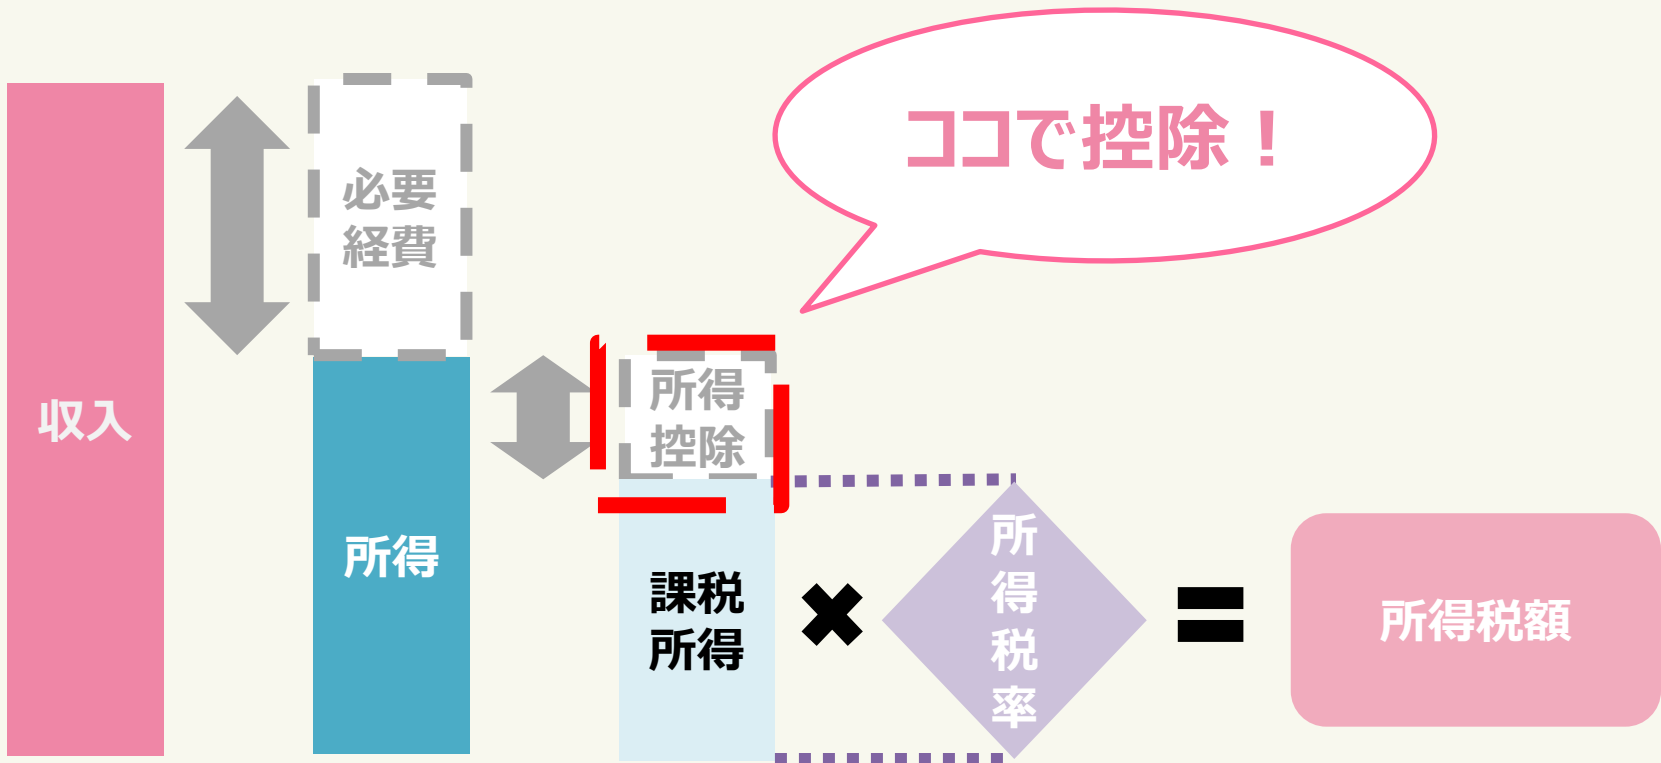 ココで控除！
必要
経費
収入
所得
所得
控除
課税
所得
所
得
税
率
所得税額